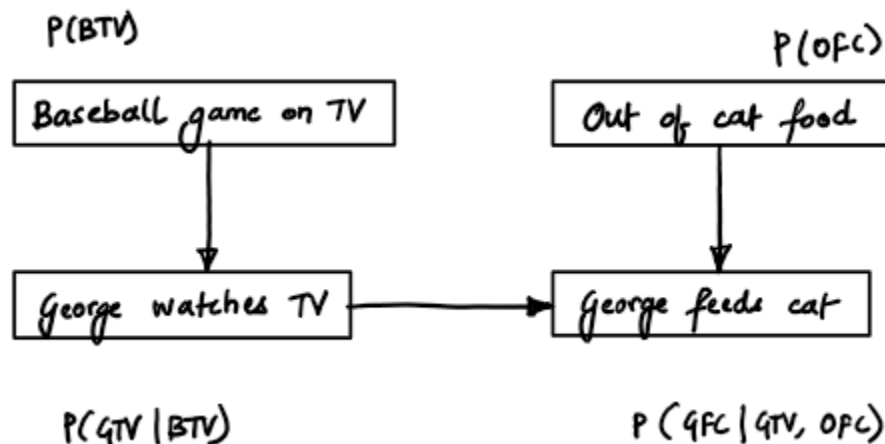 P(BTV)
P(OFC)
Baseball game on TV
Out of cat food
George watches TV
George feeds cat
P(GTV | BTV)
P(GFC | GTV, OFC)